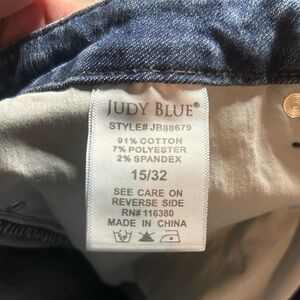 JUDY BLUE®
STYLE# JB88679
91% COTTON
7% POLYESTER
2% SPANDEX
15/32
SEE CARE ON
REVERSE SIDE
RN# 116380
MADE IN CHINA